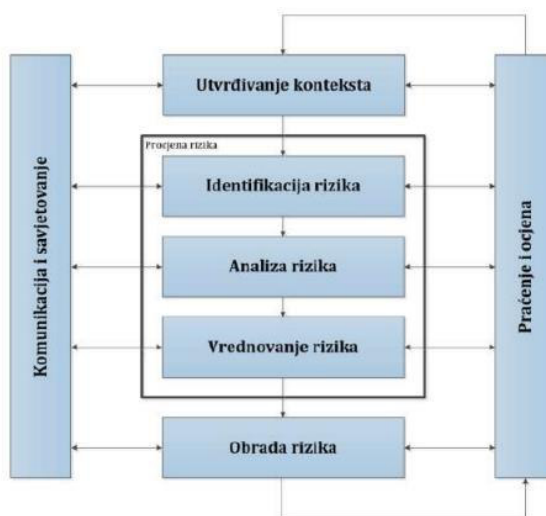 Utvrđivanje konteksta
Procjena rizika
Identifikacija rizika
Analiza rizika
Vrednovanje rizika
Obrada rizika
Komunikacija i savjetovanje
Praćenje i ocjena